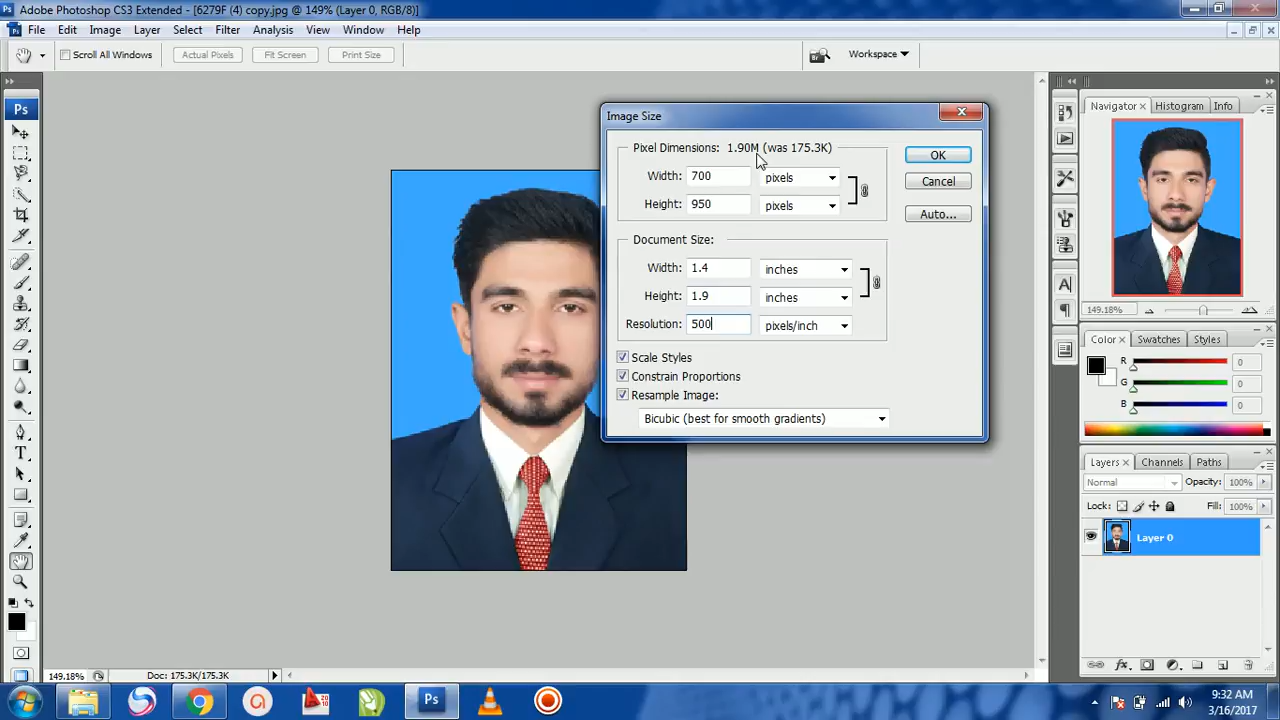 Adobe Photoshop CS3 Extended - [6279F (4) copy.jpg @ 149% (Layer 0, RGB/8)]
File Edit Image Layer Select Filter Analysis View Window Help
Scroll All Windows Actual Pixels Fit Screen Print Size Workspace
Ps
Image Size
Pixel Dimensions: 1.90M (was 175.3K)
Width: 700 pixels
Height: 950 pixels
Document Size:
Width: 1.4 inches
Height: 1.9 inches
Resolution: 500 pixels/inch
Scale Styles
Constrain Proportions
Resample Image:
Bicubic (best for smooth gradients)
OK
Cancel
Auto...
Navigator Histogram Info
149.18%
Color Swatches Styles
R 0
G 0
B 0
Layers Channels Paths
Normal Opacity: 100%
Lock: Fill: 100%
Layer 0
149.18% Doc: 175.3K/175.3K
Ps
9:32 AM
3/16/2017